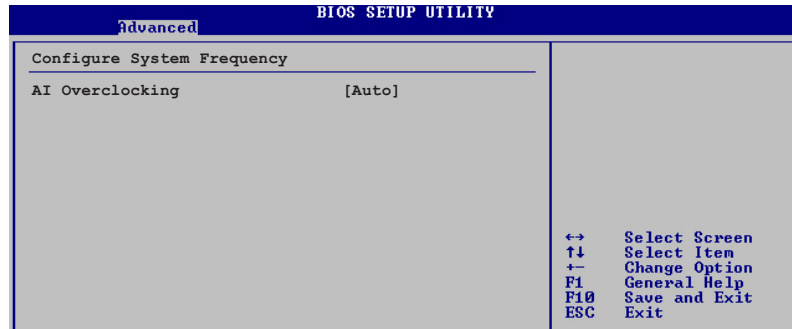 BIOS SETUP UTILITY
Advanced
Configure System Frequency
AI Overclocking [Auto]
←→ Select Screen
↑↓ Select Item
+- Change Option
F1 General Help
F10 Save and Exit
ESC Exit